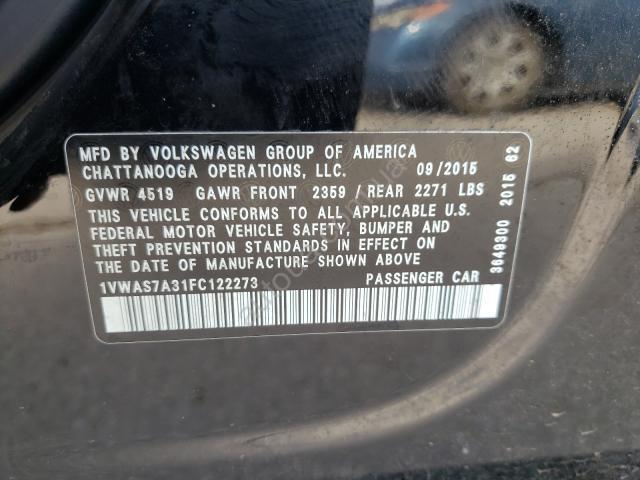 MFD BY VOLKSWAGEN GROUP OF AMERICA
CHATTANOOGA OPERATIONS, LLC. 09/2015
GVWR 4519 GAWR FRONT 2359 / REAR 2271 LBS
THIS VEHICLE CONFORMS TO ALL APPLICABLE U.S.
FEDERAL MOTOR VEHICLE SAFETY, BUMPER AND
THEFT PREVENTION STANDARDS IN EFFECT ON
THE DATE OF MANUFACTURE SHOWN ABOVE
1VWAS7A31FC122273 PASSENGER CAR
3649300 2015 62